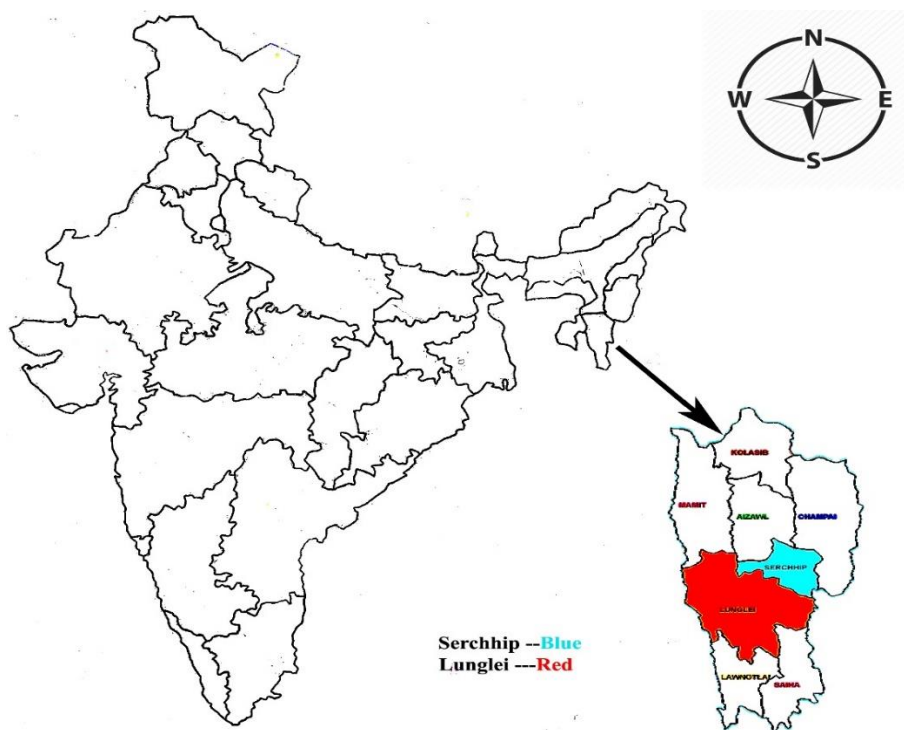 N
W E
S
KOLASIB
MAMIT
AIZAWL
CHAMPAI
SERCHHIP
LUNGLEI
Serchhip --Blue
Lunglei ---Red
LAWNGTLAI
SAIHA